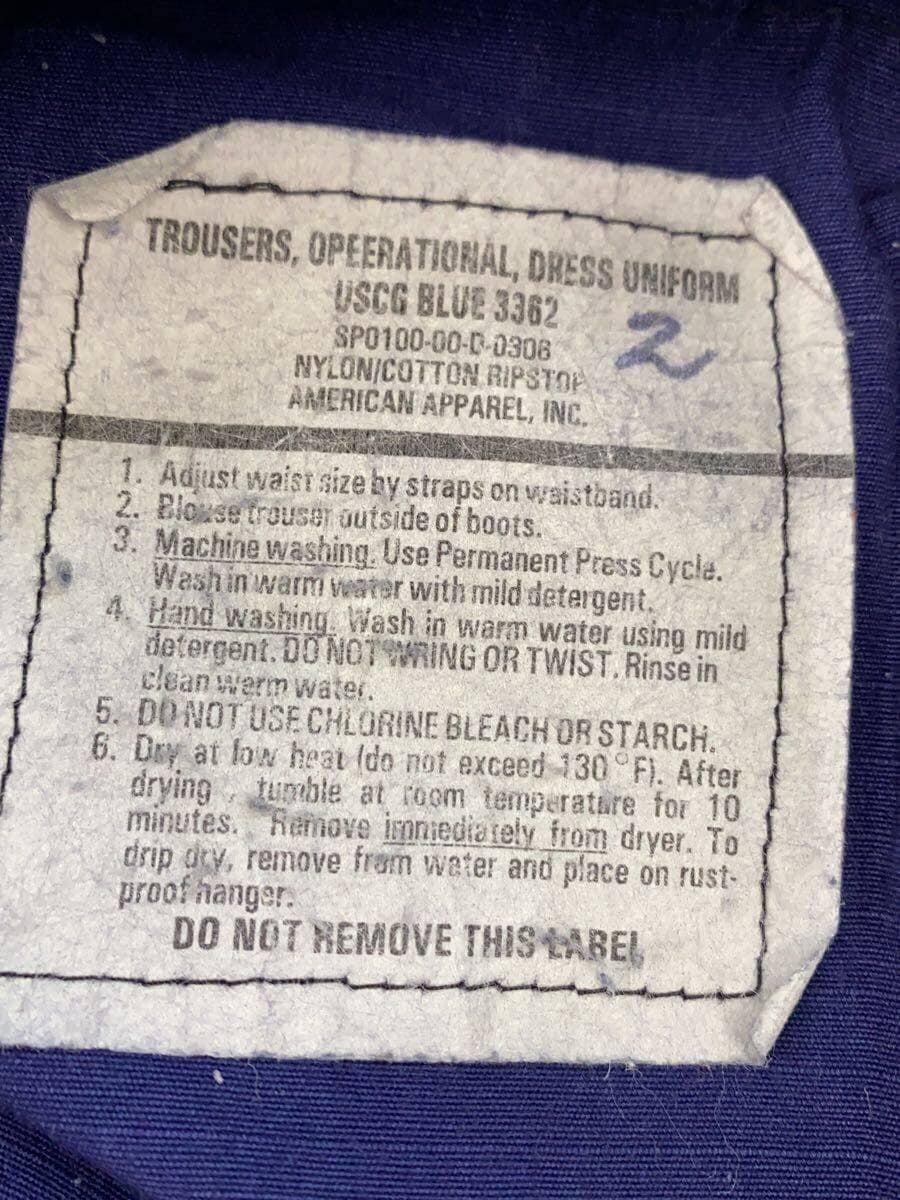 TROUSERS, OPEERATIONAL, DRESS UNIFORM
USCG BLUE 3362
2
SP0100-00-D-0306
NYLON/COTTON RIPSTOP
AMERICAN APPAREL, INC.
1. Adjust waist size by straps on waistband.
2. Blouse trouser outside of boots.
3. Machine washing. Use Permanent Press Cycle.
Wash in warm water with mild detergent.
4. Hand washing. Wash in warm water using mild
detergent. DO NOT WRING OR TWIST. Rinse in
clean warm water.
5. DO NOT USE CHLORINE BLEACH OR STARCH.
6. Dry at low heat (do not exceed 130°F). After
drying , tumble at room temperature for 10
minutes. Remove immediately from dryer. To
drip dry, remove from water and place on rust-
proof hanger.
DO NOT REMOVE THIS LABEL